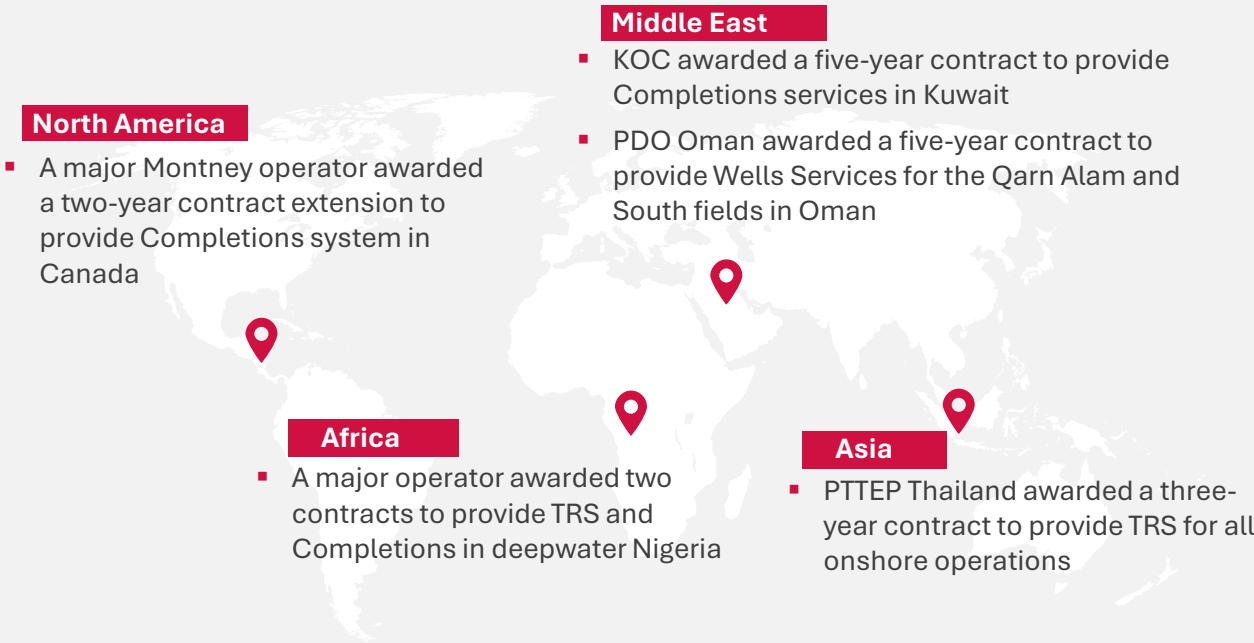 Middle East
▪ KOC awarded a five-year contract to provide
Completions services in Kuwait
▪ PDO Oman awarded a five-year contract to
provide Wells Services for the Qarn Alam and
South fields in Oman
North America
▪ A major Montney operator awarded
a two-year contract extension to
provide Completions system in
Canada
Africa
▪ A major operator awarded two
contracts to provide TRS and
Completions in deepwater Nigeria
Asia
▪ PTTEP Thailand awarded a three-
year contract to provide TRS for all
onshore operations